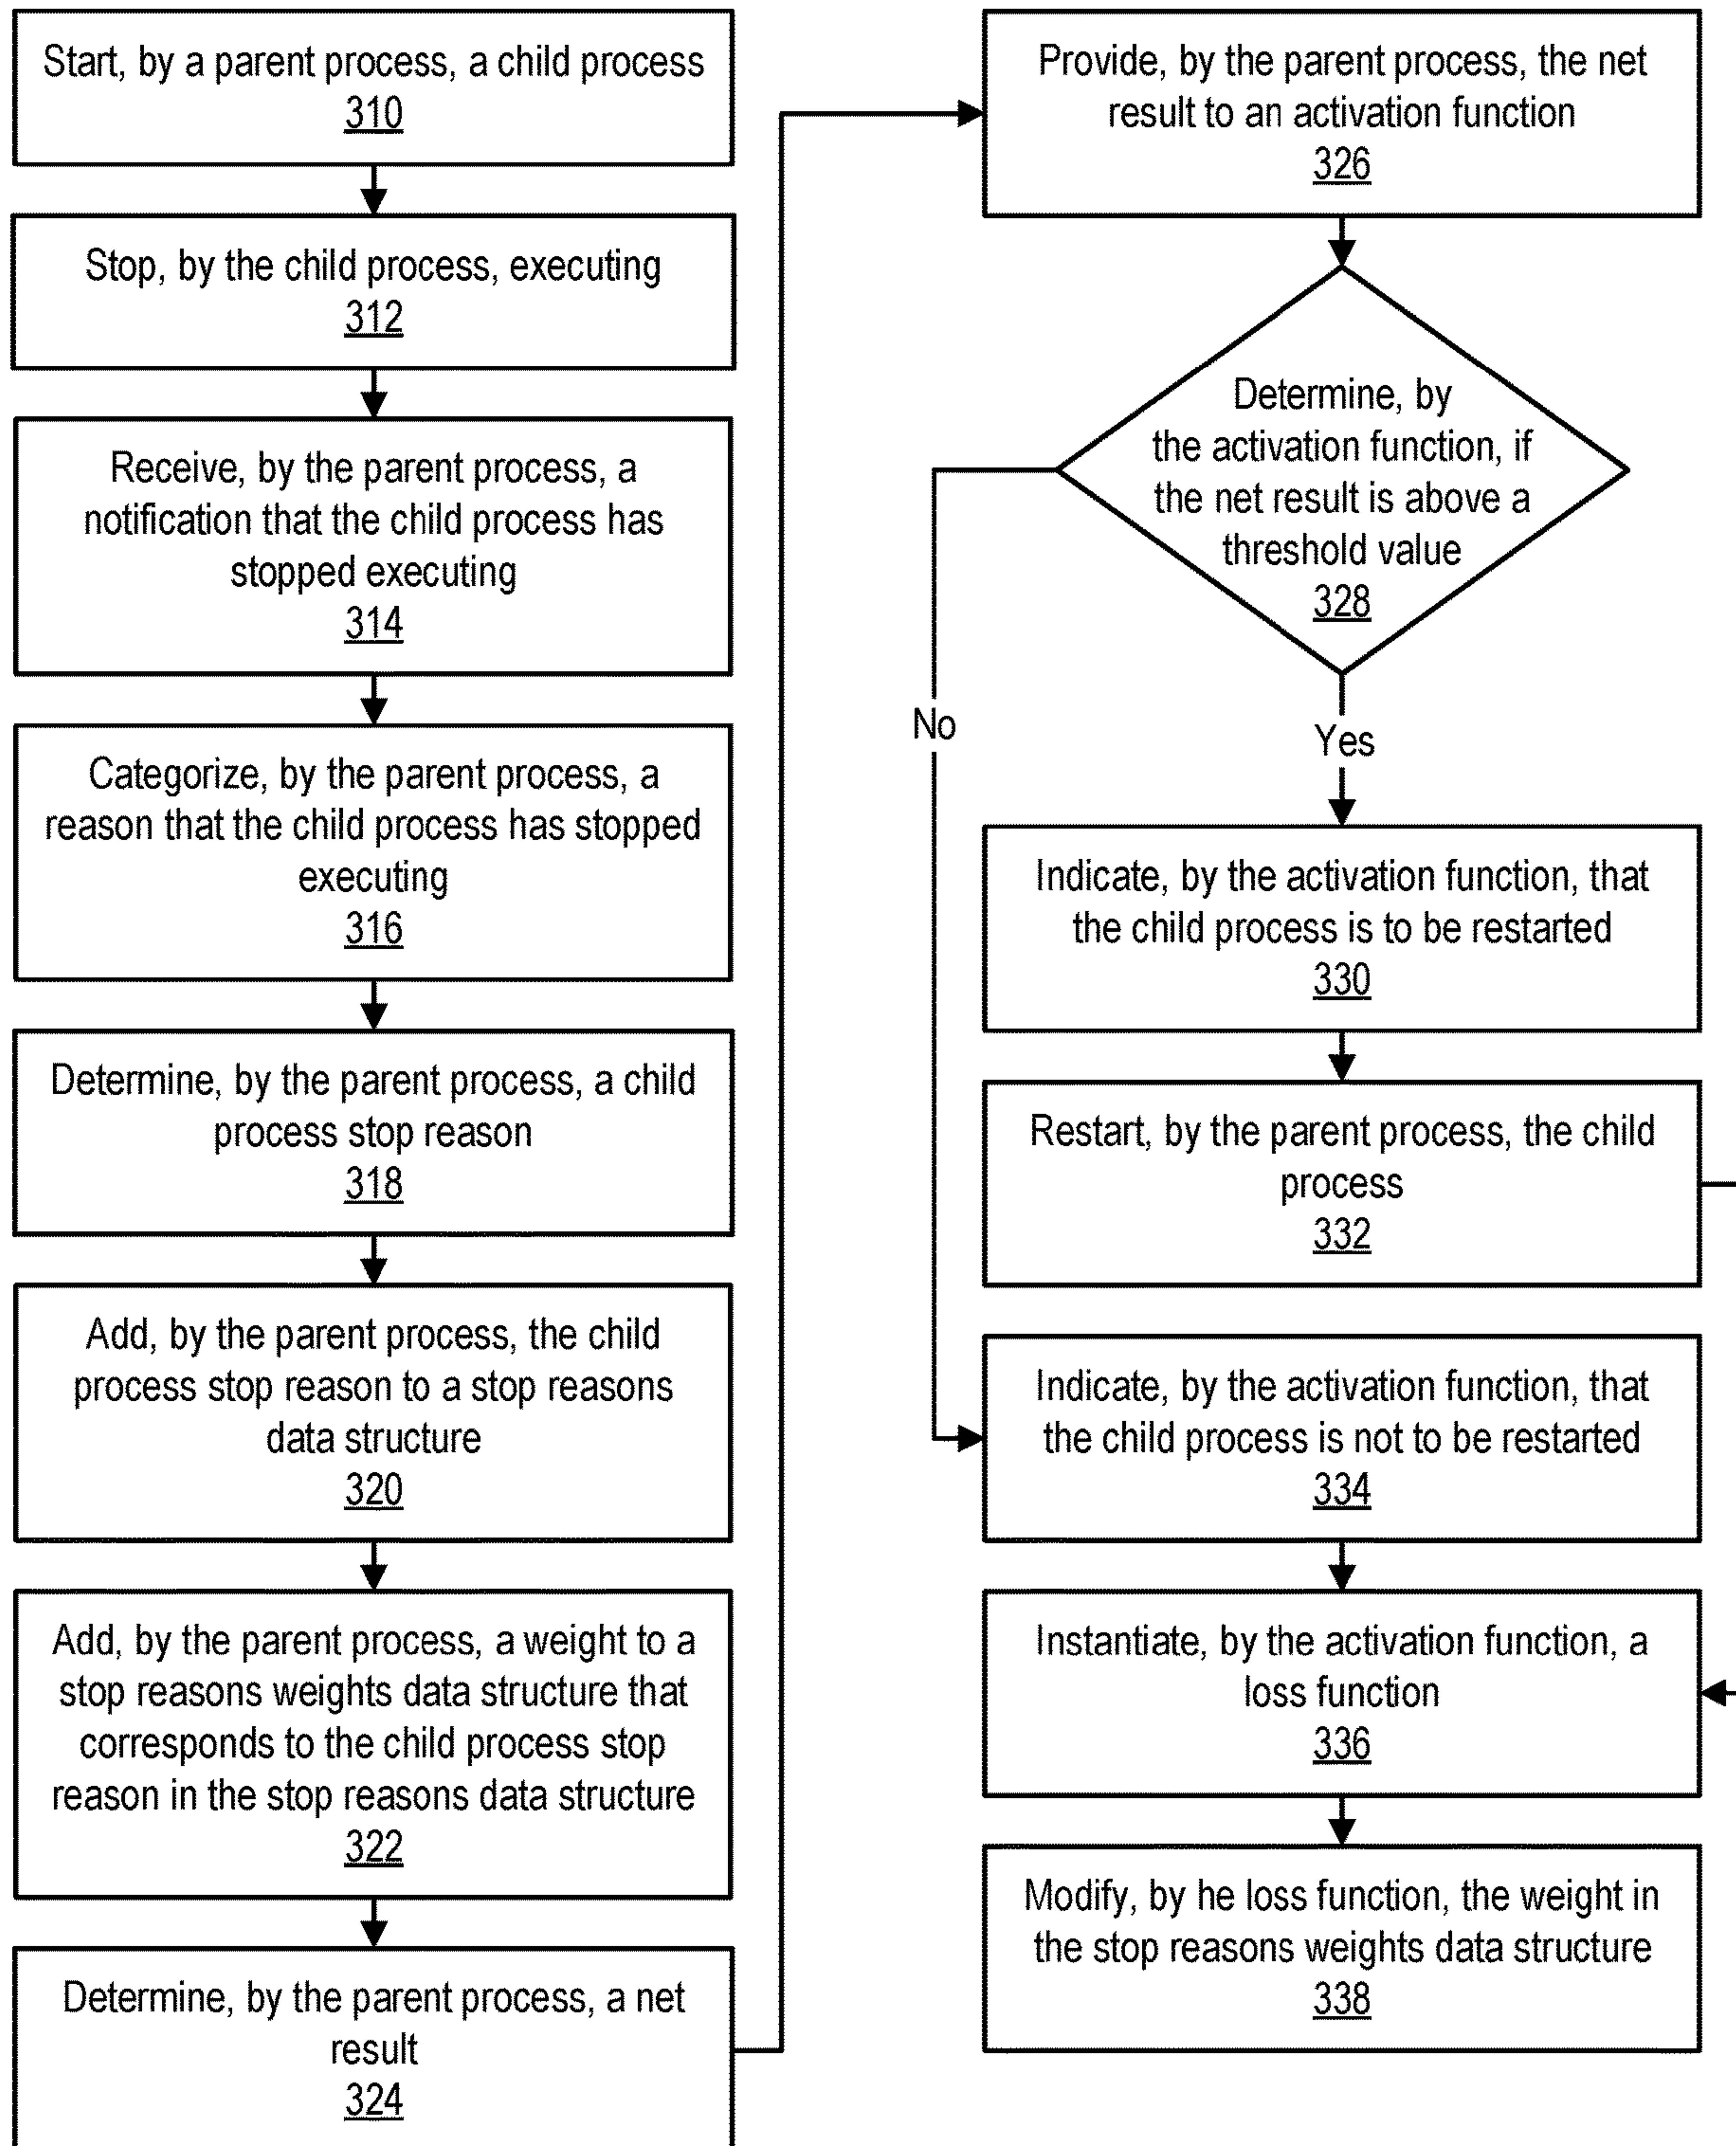 Start, by a parent process, a child process
310
Stop, by the child process, executing
312
Receive, by the parent process, a
notification that the child process has
stopped executing
314
Categorize, by the parent process, a
reason that the child process has stopped
executing
316
Determine, by the parent process, a child
process stop reason
318
Add, by the parent process, the child
process stop reason to a stop reasons
data structure
320
Add, by the parent process, a weight to a
stop reasons weights data structure that
corresponds to the child process stop
reason in the stop reasons data structure
322
Determine, by the parent process, a net
result
324
Provide, by the parent process, the net
result to an activation function
326
Determine, by
the activation function, if
the net result is above a
threshold value
328
No
Yes
Indicate, by the activation function, that
the child process is to be restarted
330
Restart, by the parent process, the child
process
332
Indicate, by the activation function, that
the child process is not to be restarted
334
Instantiate, by the activation function, a
loss function
336
Modify, by he loss function, the weight in
the stop reasons weights data structure
338